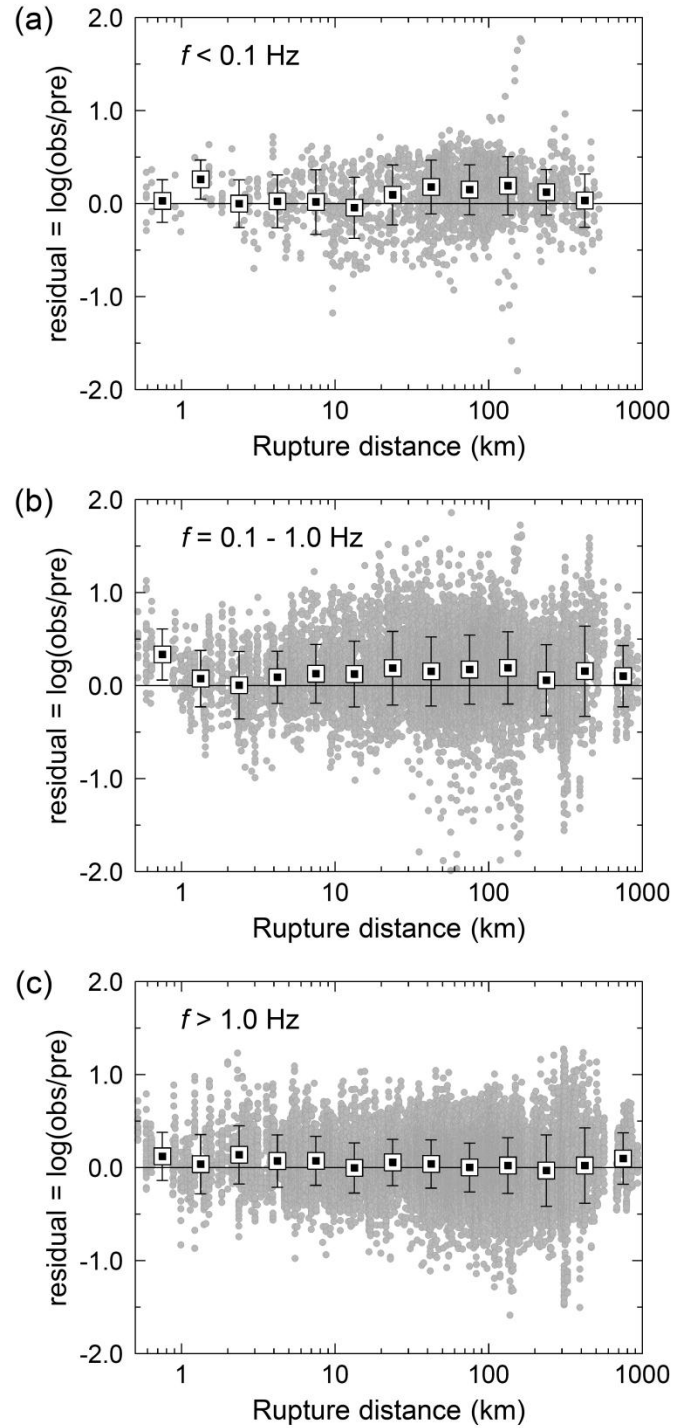 (a)
f < 0.1 Hz
2.0
1.0
0.0
-1.0
-2.0
residual = log(obs/pre)
1 10 100 1000
Rupture distance (km)
(b)
f = 0.1 - 1.0 Hz
2.0
1.0
0.0
-1.0
-2.0
residual = log(obs/pre)
1 10 100 1000
Rupture distance (km)
(c)
f > 1.0 Hz
2.0
1.0
0.0
-1.0
-2.0
residual = log(obs/pre)
1 10 100 1000
Rupture distance (km)